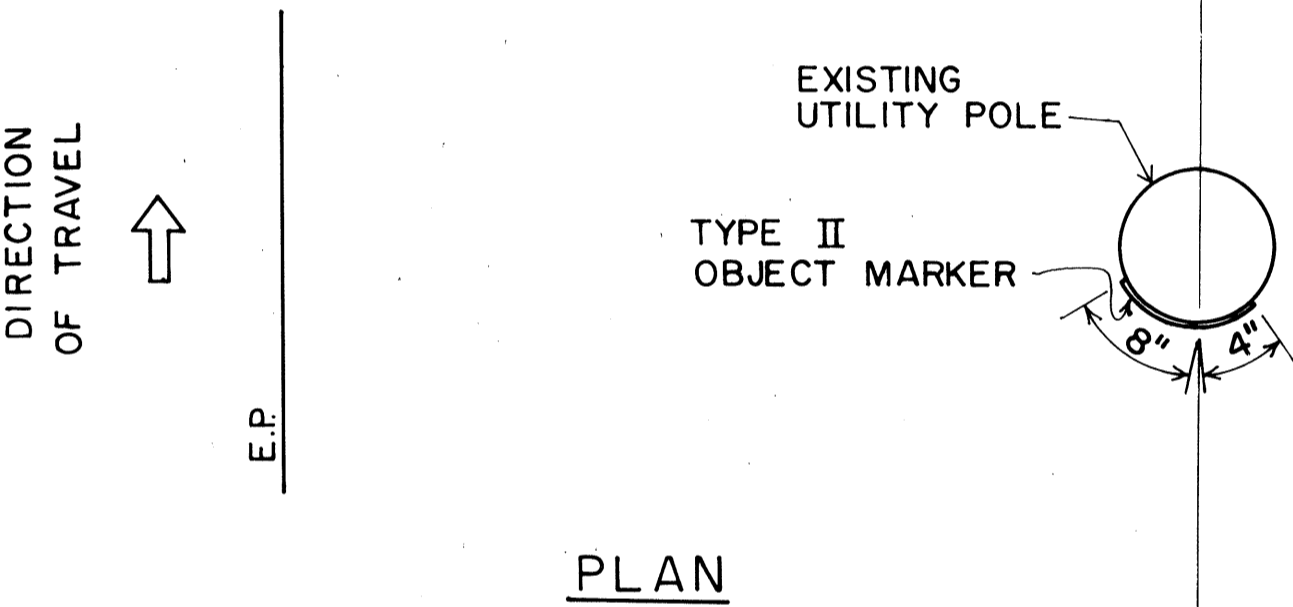 DIRECTION
OF TRAVEL
E.P.
EXISTING
UTILITY POLE
TYPE II
OBJECT MARKER
8"
4"
PLAN